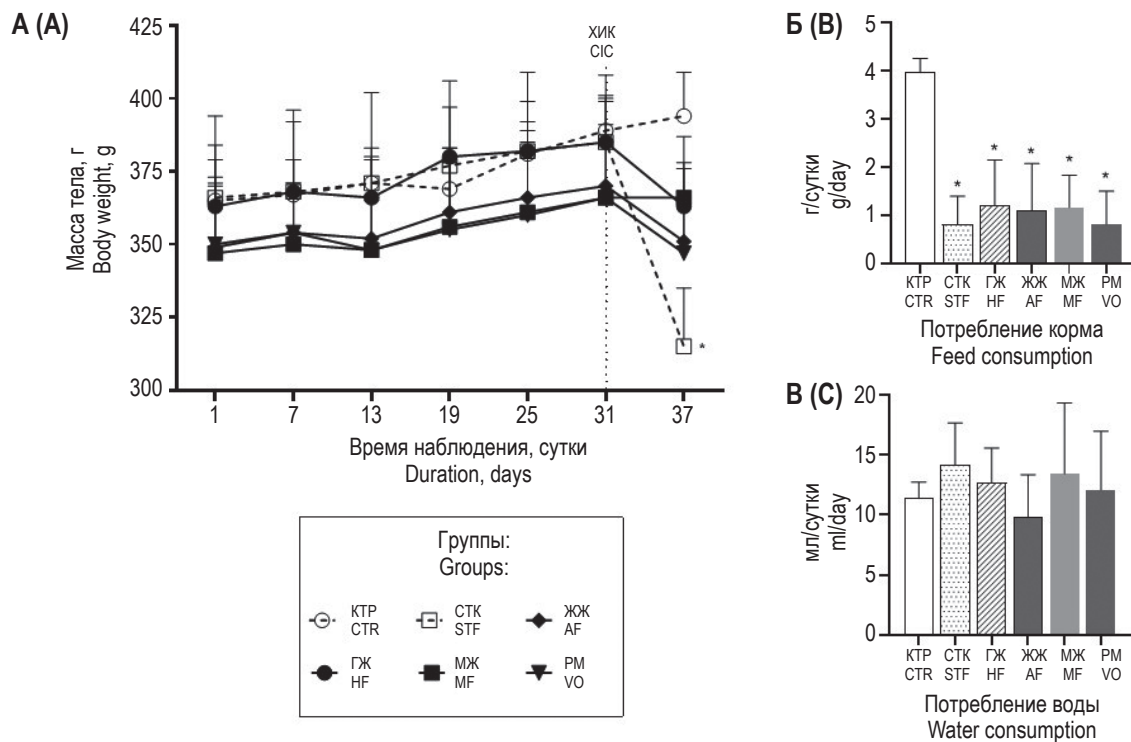 А (A)
Масса тела, г
Body weight, g
425
400
375
350
325
300
ХИК
CIC
*
1 7 13 19 25 31 37
Время наблюдения, сутки
Duration, days
Группы:
Groups:
КТР СТК ЖЖ
CTR STF AF
ГЖ МЖ РМ
HF MF VO
Б (B)
г/сутки
g/day
5
4
3
2
1
0
* * * * *
КТР СТК ГЖ ЖЖ МЖ РМ
CTR STF HF AF MF VO
Потребление корма
Feed consumption
В (C)
мл/сутки
ml/day
20
15
10
5
0
КТР СТК ГЖ ЖЖ МЖ РМ
CTR STF HF AF MF VO
Потребление воды
Water consumption